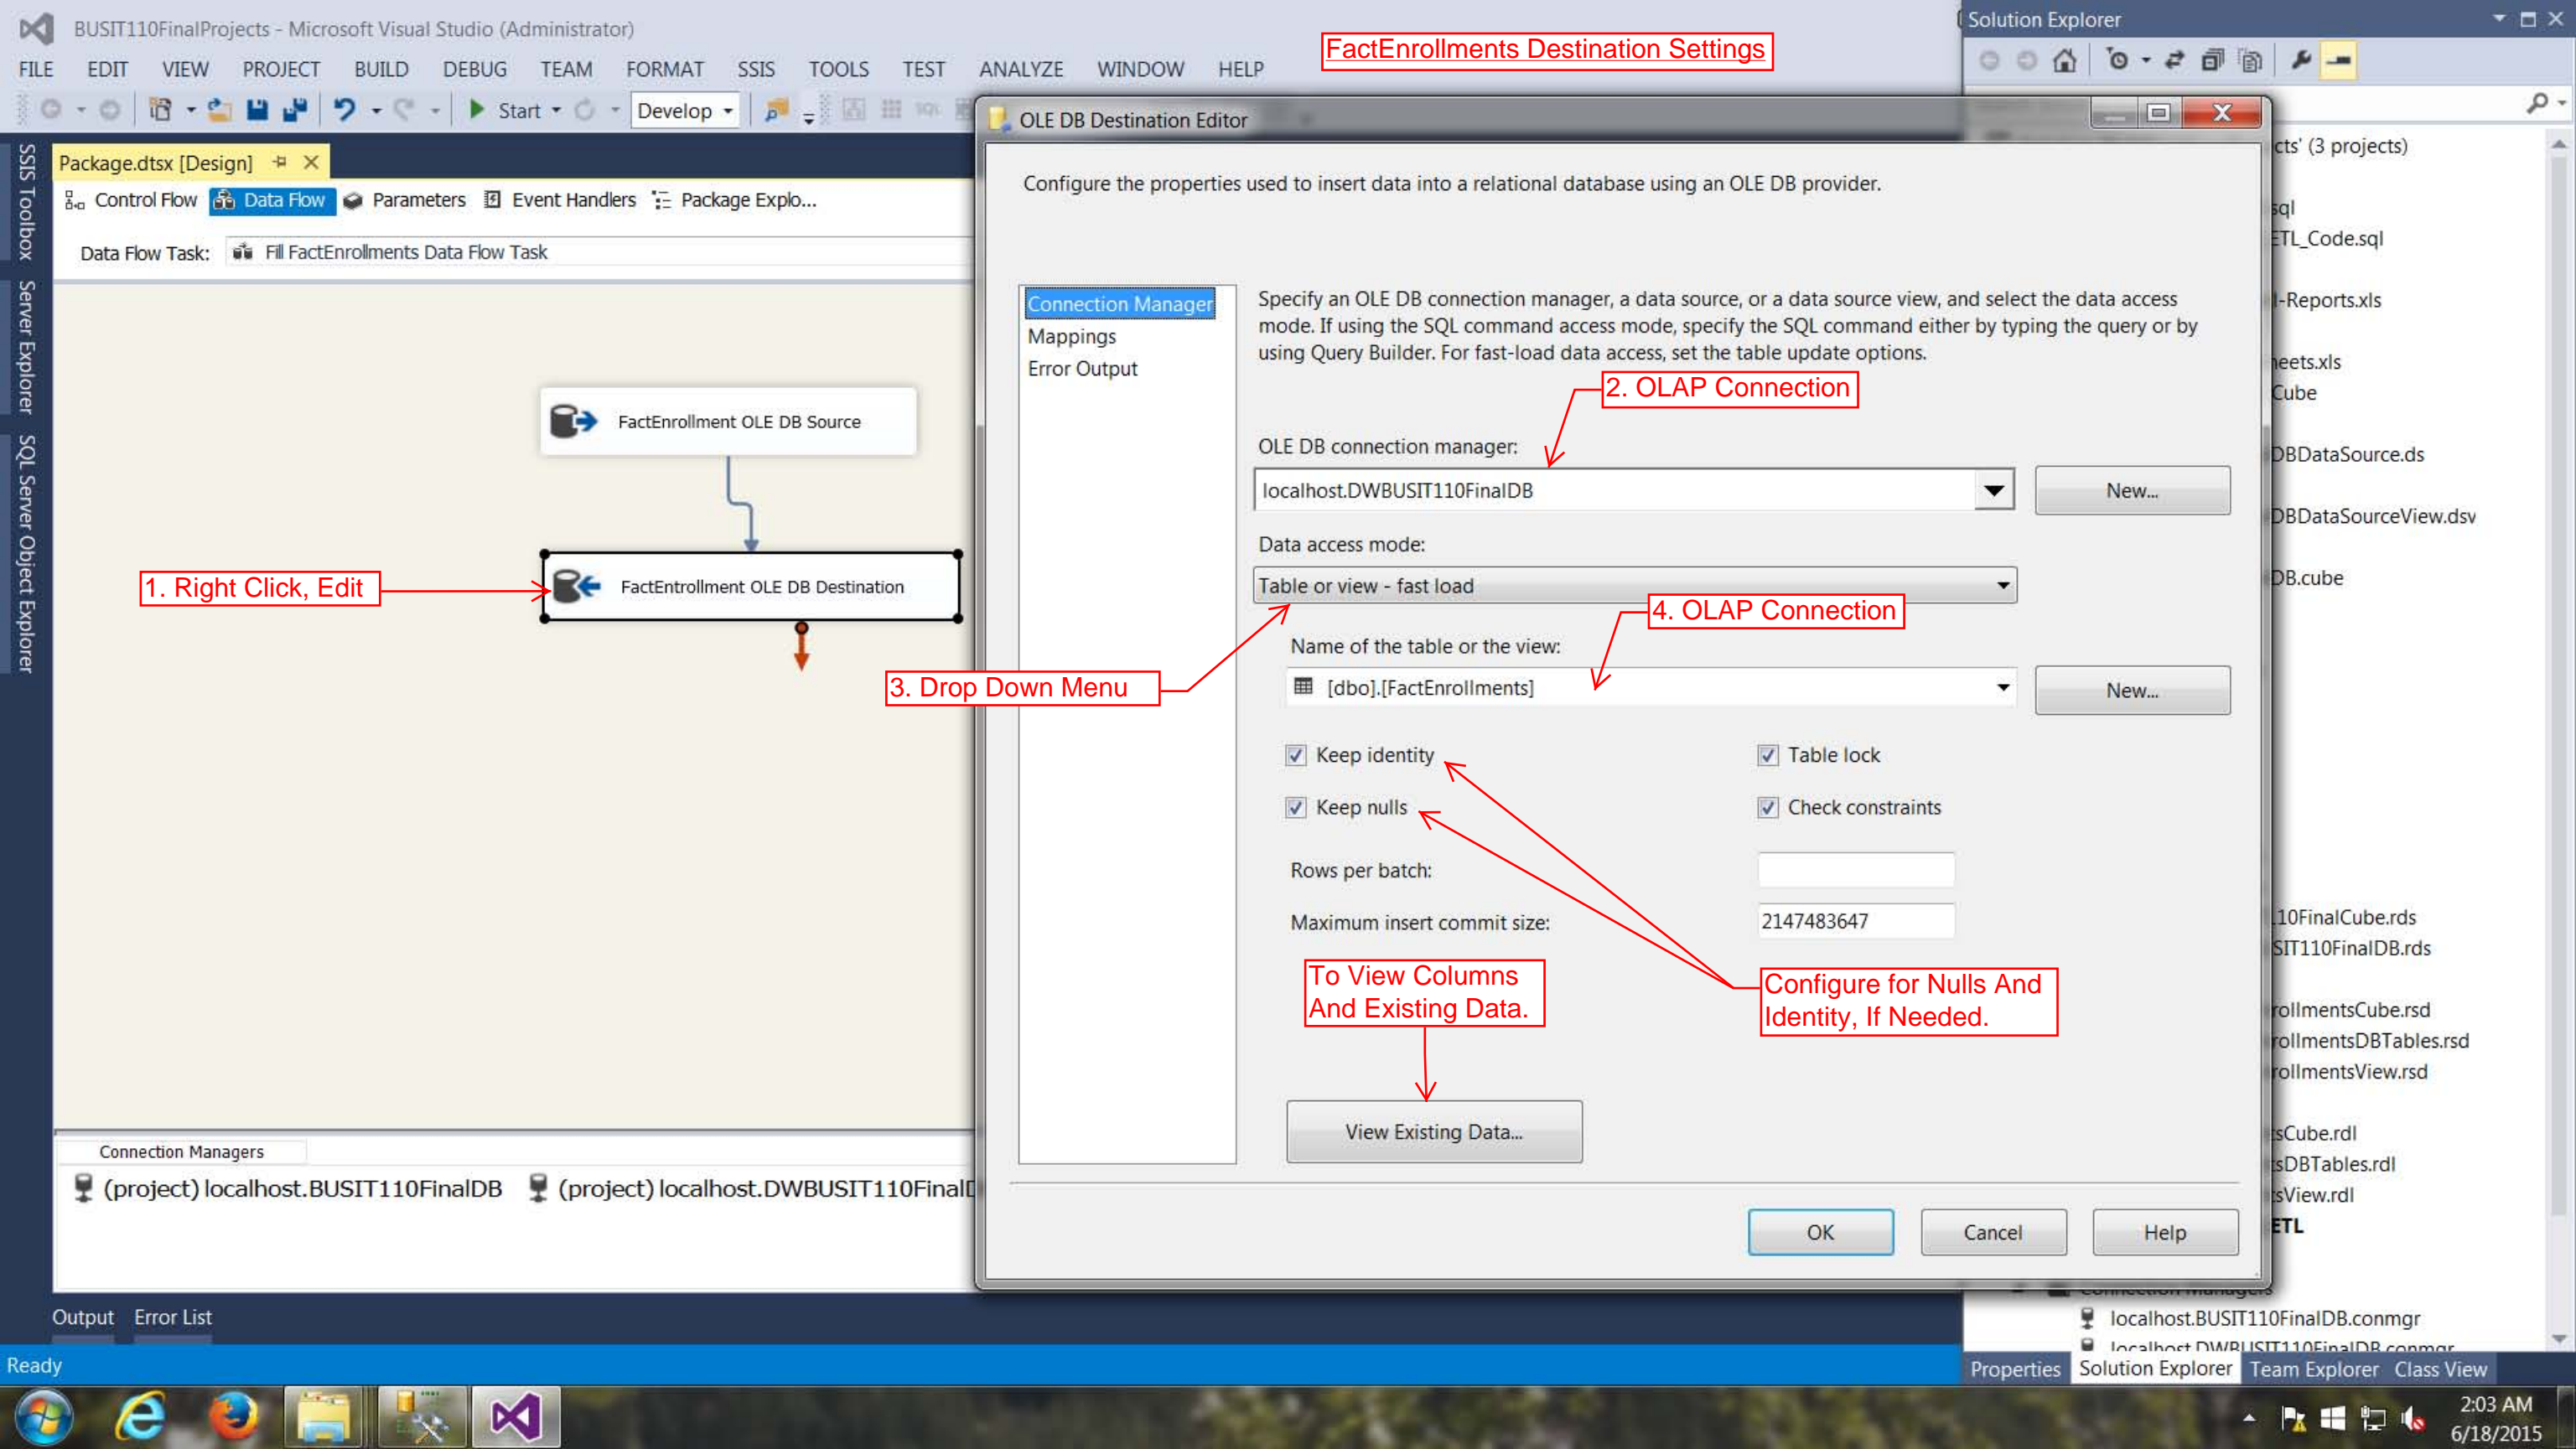 BUSIT110FinalProjects - Microsoft Visual Studio (Administrator)
FactEnrollments Destination Settings
Solution Explorer
FILE EDIT VIEW PROJECT BUILD DEBUG TEAM FORMAT SSIS TOOLS TEST ANALYZE WINDOW HELP
Start Develop
OLE DB Destination Editor
SSIS Toolbox
Server Explorer
SQL Server Object Explorer
Package.dtsx [Design]
Control Flow Data Flow Parameters Event Handlers Package Explo...
Data Flow Task: Fill FactEnrollments Data Flow Task
FactEnrollment OLE DB Source
1. Right Click, Edit
FactEntrollment OLE DB Destination
Configure the properties used to insert data into a relational database using an OLE DB provider.
Connection Manager
Mappings
Error Output
Specify an OLE DB connection manager, a data source, or a data source view, and select the data access
mode. If using the SQL command access mode, specify the SQL command either by typing the query or by
using Query Builder. For fast-load data access, set the table update options.
2. OLAP Connection
OLE DB connection manager:
localhost.DWBUSIT110FinalDB
New...
Data access mode:
Table or view - fast load
4. OLAP Connection
Name of the table or the view:
3. Drop Down Menu
[dbo].[FactEnrollments]
New...
Keep identity
Table lock
Keep nulls
Check constraints
Rows per batch:
Maximum insert commit size:
2147483647
To View Columns
And Existing Data.
Configure for Nulls And
Identity, If Needed.
View Existing Data...
OK Cancel Help
Connection Managers
(project) localhost.BUSIT110FinalDB (project) localhost.DWBUSIT110Final
Output Error List
Ready
cts' (3 projects)
sql
ETL_Code.sql
l-Reports.xls
heets.xls
Cube
DBDataSource.ds
DBDataSourceView.dsv
DB.cube
10FinalCube.rds
SIT110FinalDB.rds
rollmentsCube.rsd
rollmentsDBTables.rsd
rollmentsView.rsd
sCube.rdl
sDBTables.rdl
sView.rdl
ETL
Connection Managers
localhost.BUSIT110FinalDB.conmgr
localhost.DWBUSIT110FinalDB.conmgr
Properties Solution Explorer Team Explorer Class View
2:03 AM
6/18/2015